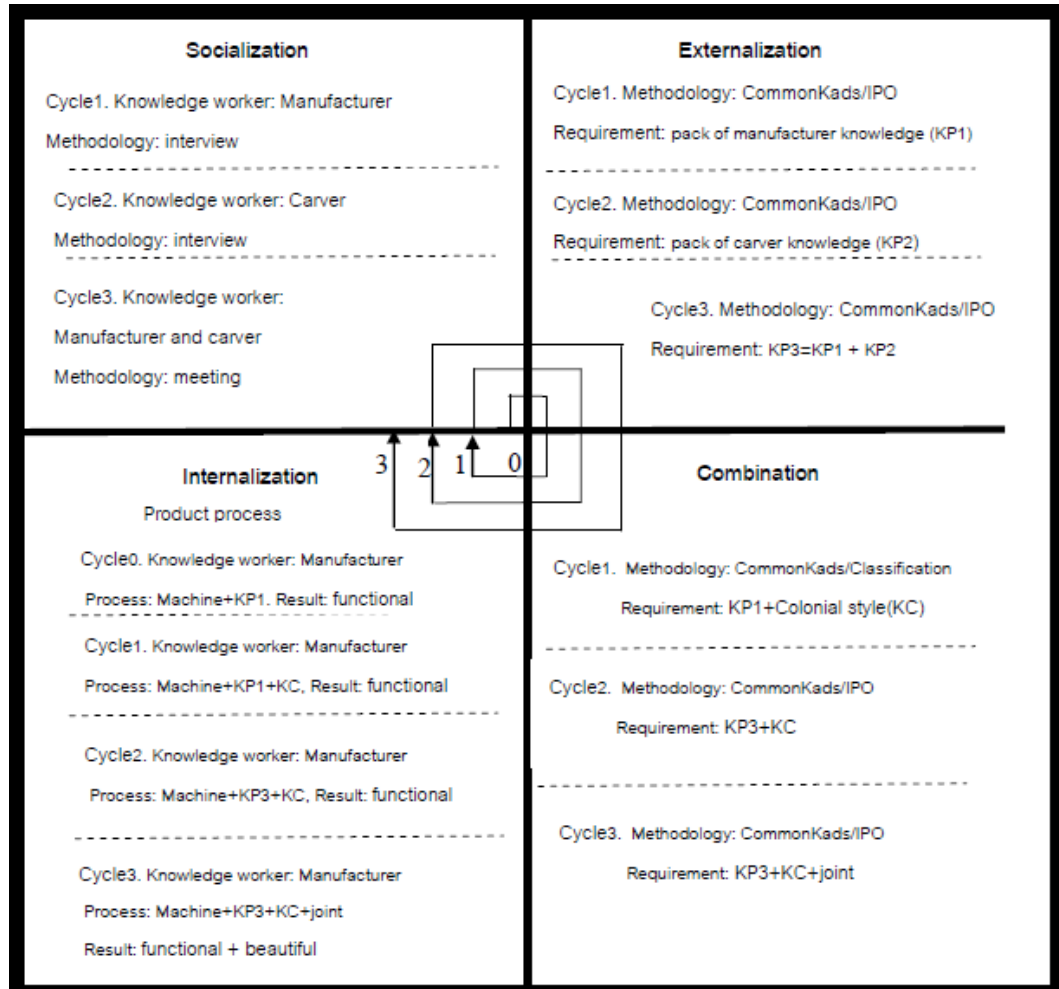 Socialization
Cycle1. Knowledge worker: Manufacturer
Methodology: interview
Cycle2. Knowledge worker: Carver
Methodology: interview
Cycle3. Knowledge worker:
Manufacturer and carver
Methodology: meeting
Externalization
Cycle1. Methodology: CommonKads/IPO
Requirement: pack of manufacturer knowledge (KP1)
Cycle2. Methodology: CommonKads/IPO
Requirement: pack of carver knowledge (KP2)
Cycle3. Methodology: CommonKads/IPO
Requirement: KP3=KP1 + KP2
3 2 1 0
Internalization
Product process
Cycle0. Knowledge worker: Manufacturer
Process: Machine+KP1. Result: functional
Cycle1. Knowledge worker: Manufacturer
Process: Machine+KP1+KC, Result: functional
Cycle2. Knowledge worker: Manufacturer
Process: Machine+KP3+KC, Result: functional
Cycle3. Knowledge worker: Manufacturer
Process: Machine+KP3+KC+joint
Result: functional + beautiful
Combination
Cycle1. Methodology: CommonKads/Classification
Requirement: KP1+Colonial style(KC)
Cycle2. Methodology: CommonKads/IPO
Requirement: KP3+KC
Cycle3. Methodology: CommonKads/IPO
Requirement: KP3+KC+joint